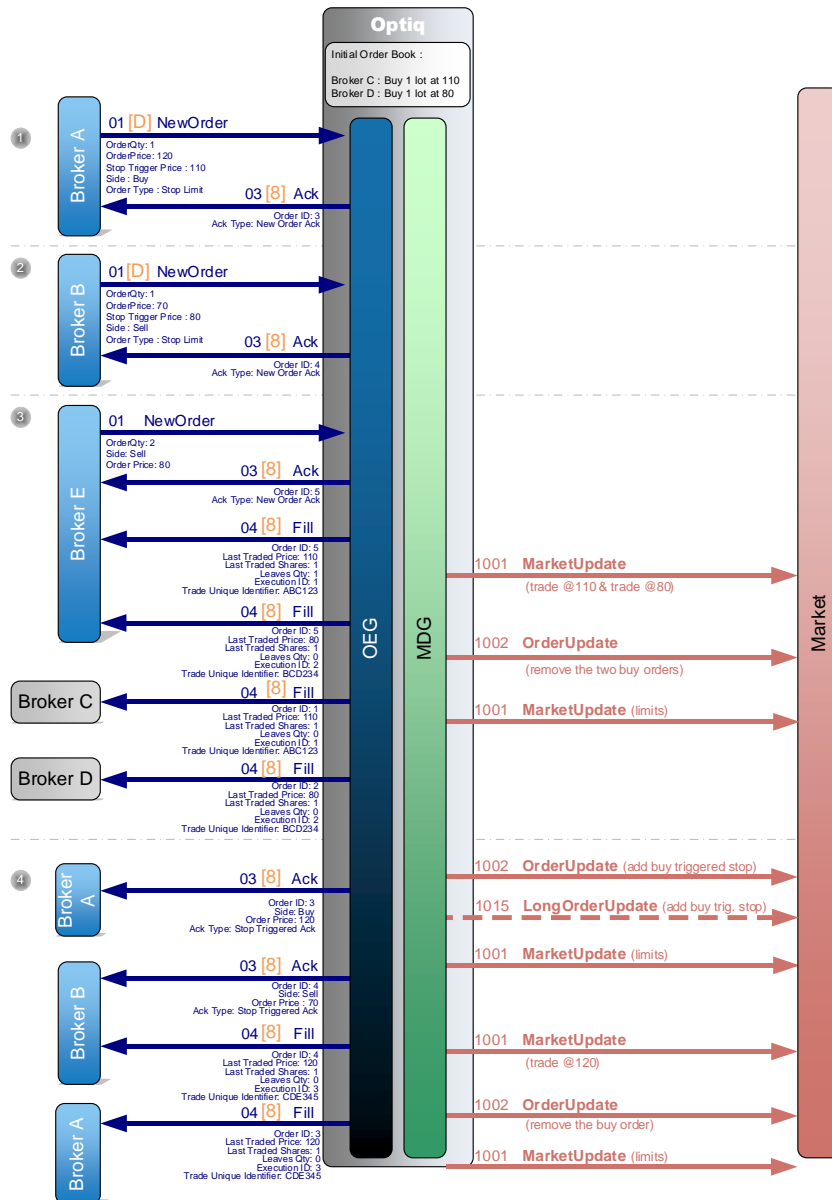 Optiq
Initial Order Book :
Broker C : Buy 1 lot at 110
Broker D : Buy 1 lot at 80
OEG
MDG
Market
1
Broker A
01 [D] NewOrder
OrderQty: 1
OrderPrice: 120
Stop Trigger Price : 110
Side : Buy
Order Type : Stop Limit
03 [8] Ack
Order ID: 3
Ack Type: New Order Ack
2
Broker B
01 [D] NewOrder
OrderQty: 1
OrderPrice: 70
Stop Trigger Price : 80
Side : Sell
Order Type : Stop Limit
03 [8] Ack
Order ID: 4
Ack Type: New Order Ack
3
Broker E
01 NewOrder
OrderQty: 2
Side: Sell
Order Price: 80
03 [8] Ack
Order ID: 5
Ack Type: New Order Ack
04 [8] Fill
Order ID: 5
Last Traded Price: 110
Last Traded Shares: 1
Leaves Qty: 1
Execution ID: 1
Trade Unique Identifier: ABC123
1001 MarketUpdate
(trade @110 & trade @80)
04 [8] Fill
Order ID: 5
Last Traded Price: 80
Last Traded Shares: 1
Leaves Qty: 0
Execution ID: 2
Trade Unique Identifier: BCD234
1002 OrderUpdate
(remove the two buy orders)
Broker C
04 [8] Fill
Order ID: 1
Last Traded Price: 110
Last Traded Shares: 1
Leaves Qty: 0
Execution ID: 1
Trade Unique Identifier: ABC123
1001 MarketUpdate (limits)
Broker D
04 [8] Fill
Order ID: 2
Last Traded Price: 80
Last Traded Shares: 1
Leaves Qty: 0
Execution ID: 2
Trade Unique Identifier: BCD234
4
Broker A
03 [8] Ack
Order ID: 3
Side: Buy
Order Price: 120
Ack Type: Stop Triggered Ack
1002 OrderUpdate (add buy triggered stop)
1015 LongOrderUpdate (add buy trig. stop)
1001 MarketUpdate (limits)
Broker B
03 [8] Ack
Order ID: 4
Side: Sell
Order Price : 70
Ack Type: Stop Triggered Ack
04 [8] Fill
Order ID: 4
Last Traded Price: 120
Last Traded Shares: 1
Leaves Qty: 0
Execution ID: 3
Trade Unique Identifier: CDE345
1001 MarketUpdate
(trade @120)
Broker A
04 [8] Fill
Order ID: 3
Last Traded Price: 120
Last Traded Shares: 1
Leaves Qty: 0
Execution ID: 3
Trade Unique Identifier: CDE345
1002 OrderUpdate
(remove the buy order)
1001 MarketUpdate (limits)